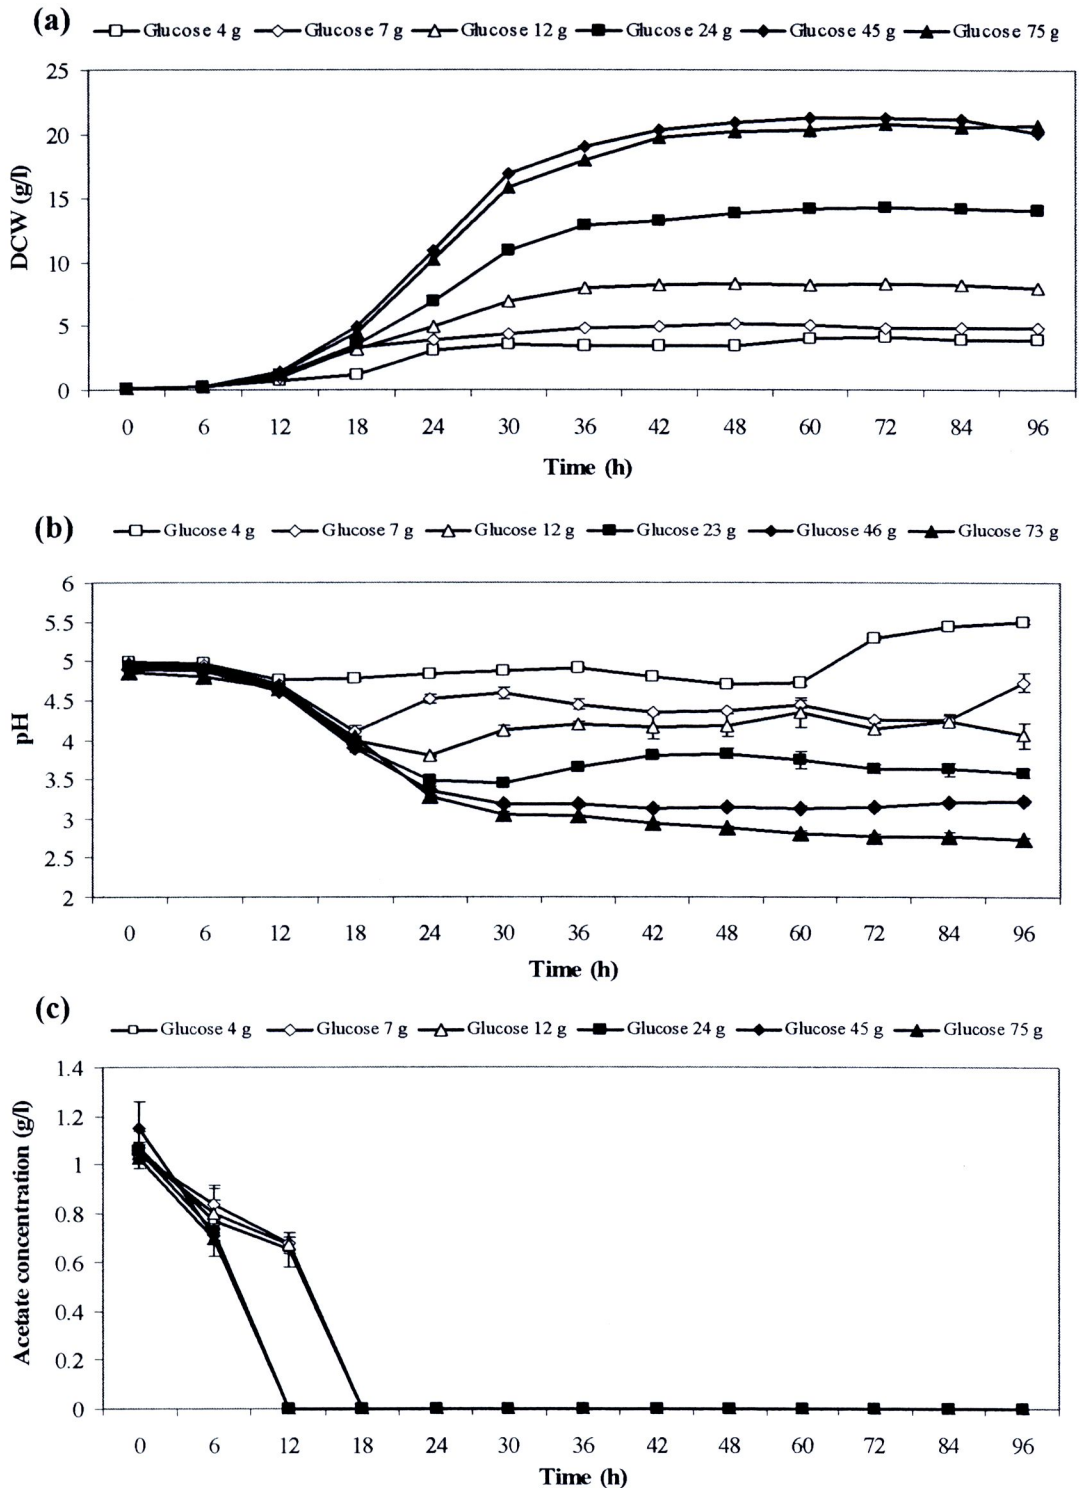 (a) Glucose 4 g Glucose 7 g Glucose 12 g Glucose 24 g Glucose 45 g Glucose 75 g
25
20
15
10
5
0
DCW (g/l)
0 6 12 18 24 30 36 42 48 60 72 84 96
Time (h)
(b) Glucose 4 g Glucose 7 g Glucose 12 g Glucose 23 g Glucose 46 g Glucose 73 g
6
5.5
5
4.5
4
3.5
3
2.5
2
pH
0 6 12 18 24 30 36 42 48 60 72 84 96
Time (h)
(c) Glucose 4 g Glucose 7 g Glucose 12 g Glucose 24 g Glucose 45 g Glucose 75 g
1.4
1.2
1
0.8
0.6
0.4
0.2
0
Acetate concentration (g/l)
0 6 12 18 24 30 36 42 48 60 72 84 96
Time (h)